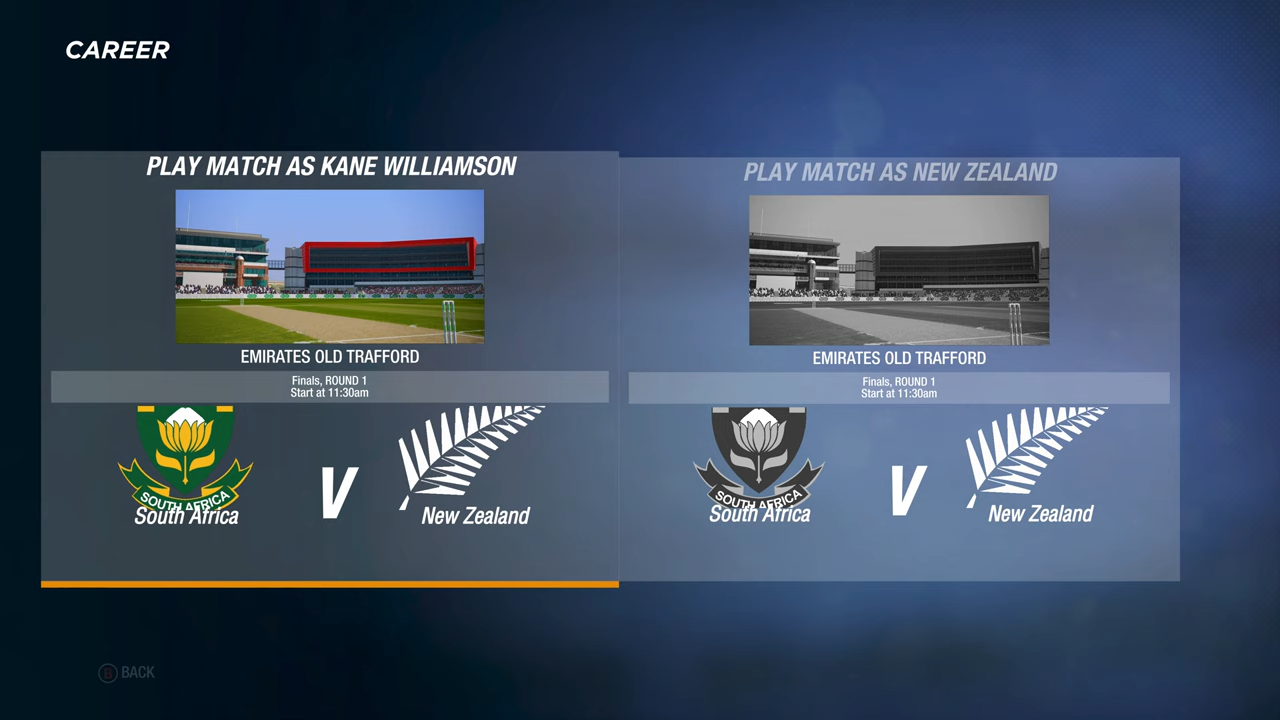 CAREER
PLAY MATCH AS KANE WILLIAMSON
EMIRATES OLD TRAFFORD
Finals, ROUND 1
Start at 11:30am
SOUTH AFRICA
South Africa
V
New Zealand
PLAY MATCH AS NEW ZEALAND
EMIRATES OLD TRAFFORD
Finals, ROUND 1
Start at 11:30am
SOUTH AFRICA
South Africa
V
New Zealand
B BACK